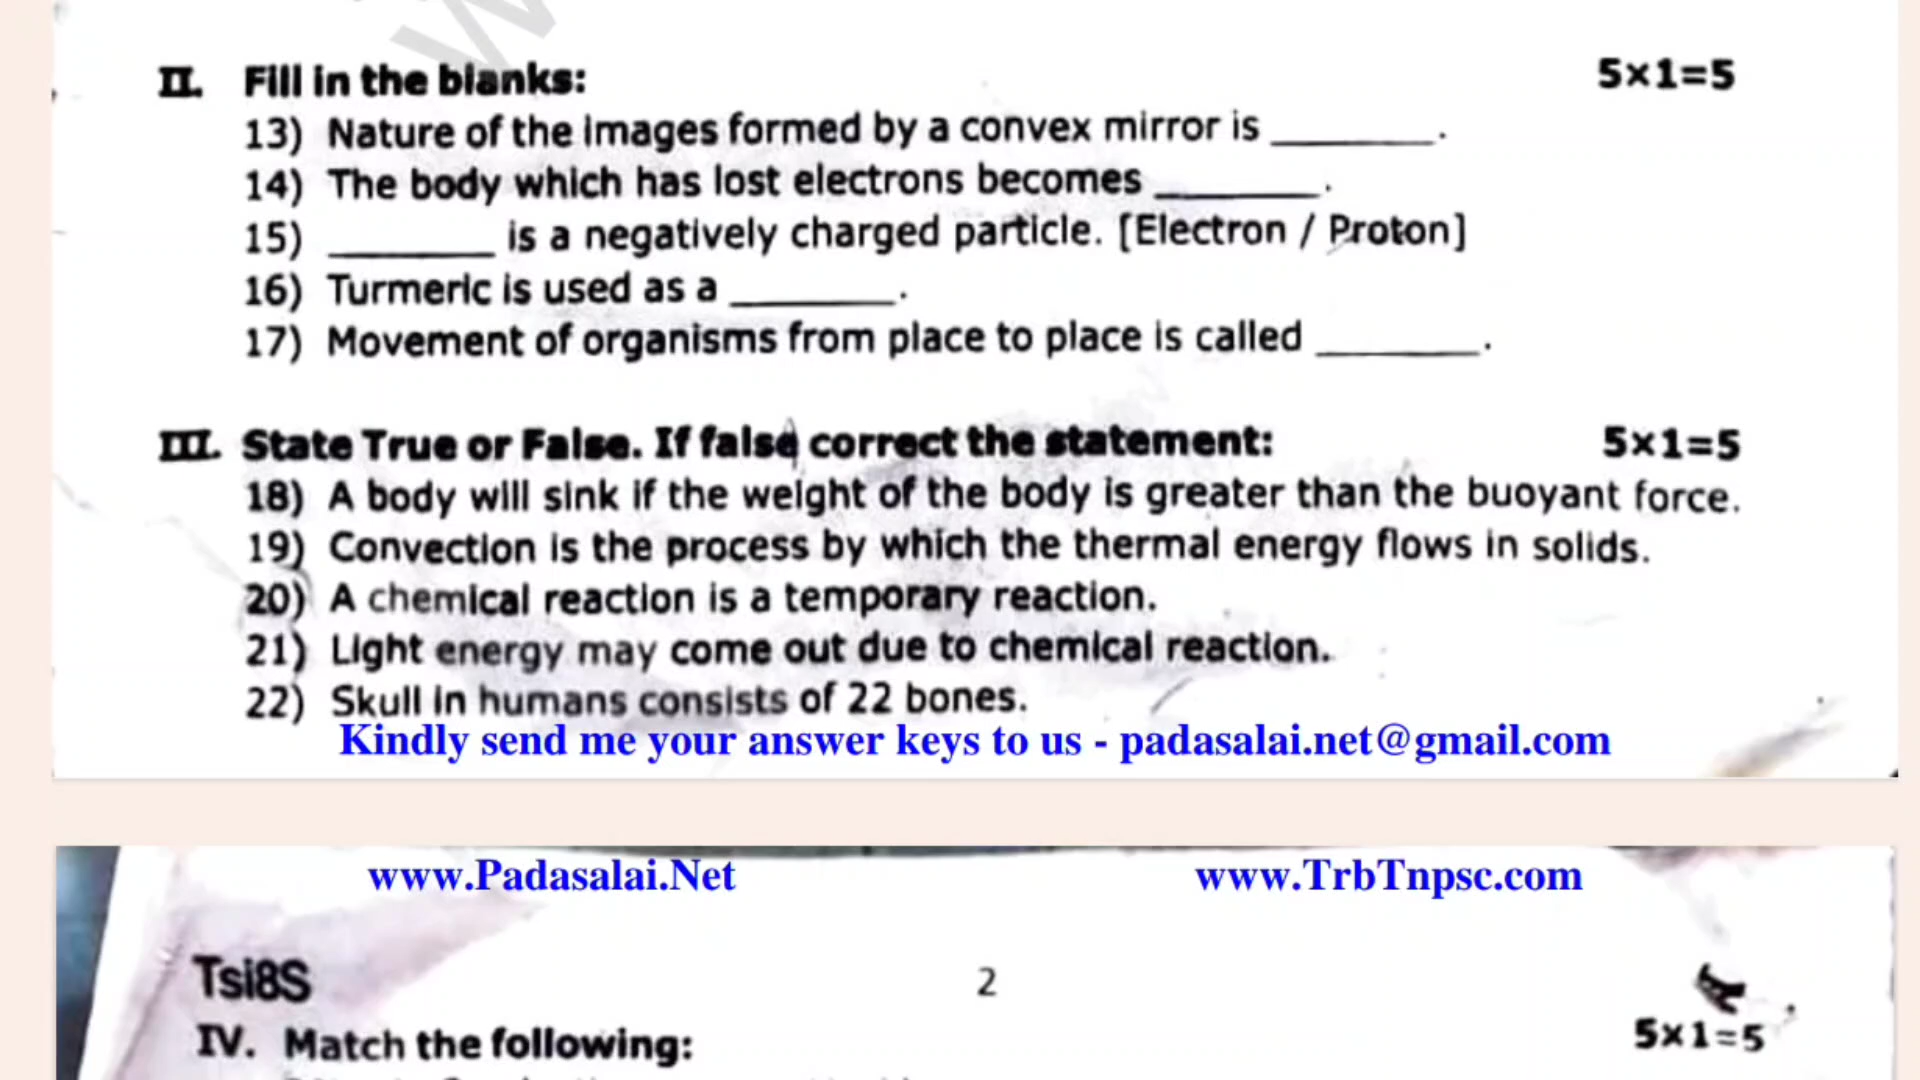 II. Fill in the blanks: 5×1=5
13) Nature of the images formed by a convex mirror is ________.
14) The body which has lost electrons becomes ________.
15) ________ is a negatively charged particle. [Electron / Proton]
16) Turmeric is used as a ________.
17) Movement of organisms from place to place is called ________.
III. State True or False. If false correct the statement: 5×1=5
18) A body will sink if the weight of the body is greater than the buoyant force.
19) Convection is the process by which the thermal energy flows in solids.
20) A chemical reaction is a temporary reaction.
21) Light energy may come out due to chemical reaction.
22) Skull in humans consists of 22 bones.
Kindly send me your answer keys to us - padasalai.net@gmail.com
www.Padasalai.Net www.TrbTnpsc.com
Tsi8S 2
IV. Match the following: 5×1=5